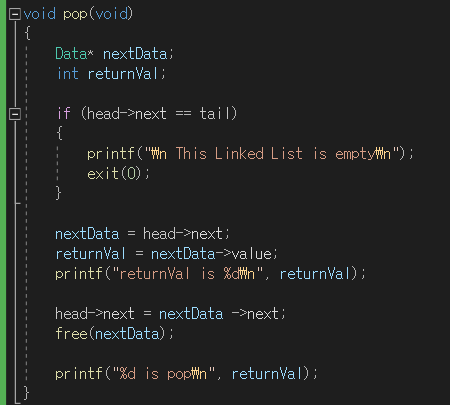 void pop(void)
{
Data* nextData;
int returnVal;
if (head->next == tail)
{
printf("₩n This Linked List is empty₩n");
exit(0);
}
nextData = head->next;
returnVal = nextData->value;
printf("returnVal is %d₩n", returnVal);
head->next = nextData ->next;
free(nextData);
printf("%d is pop₩n", returnVal);
}